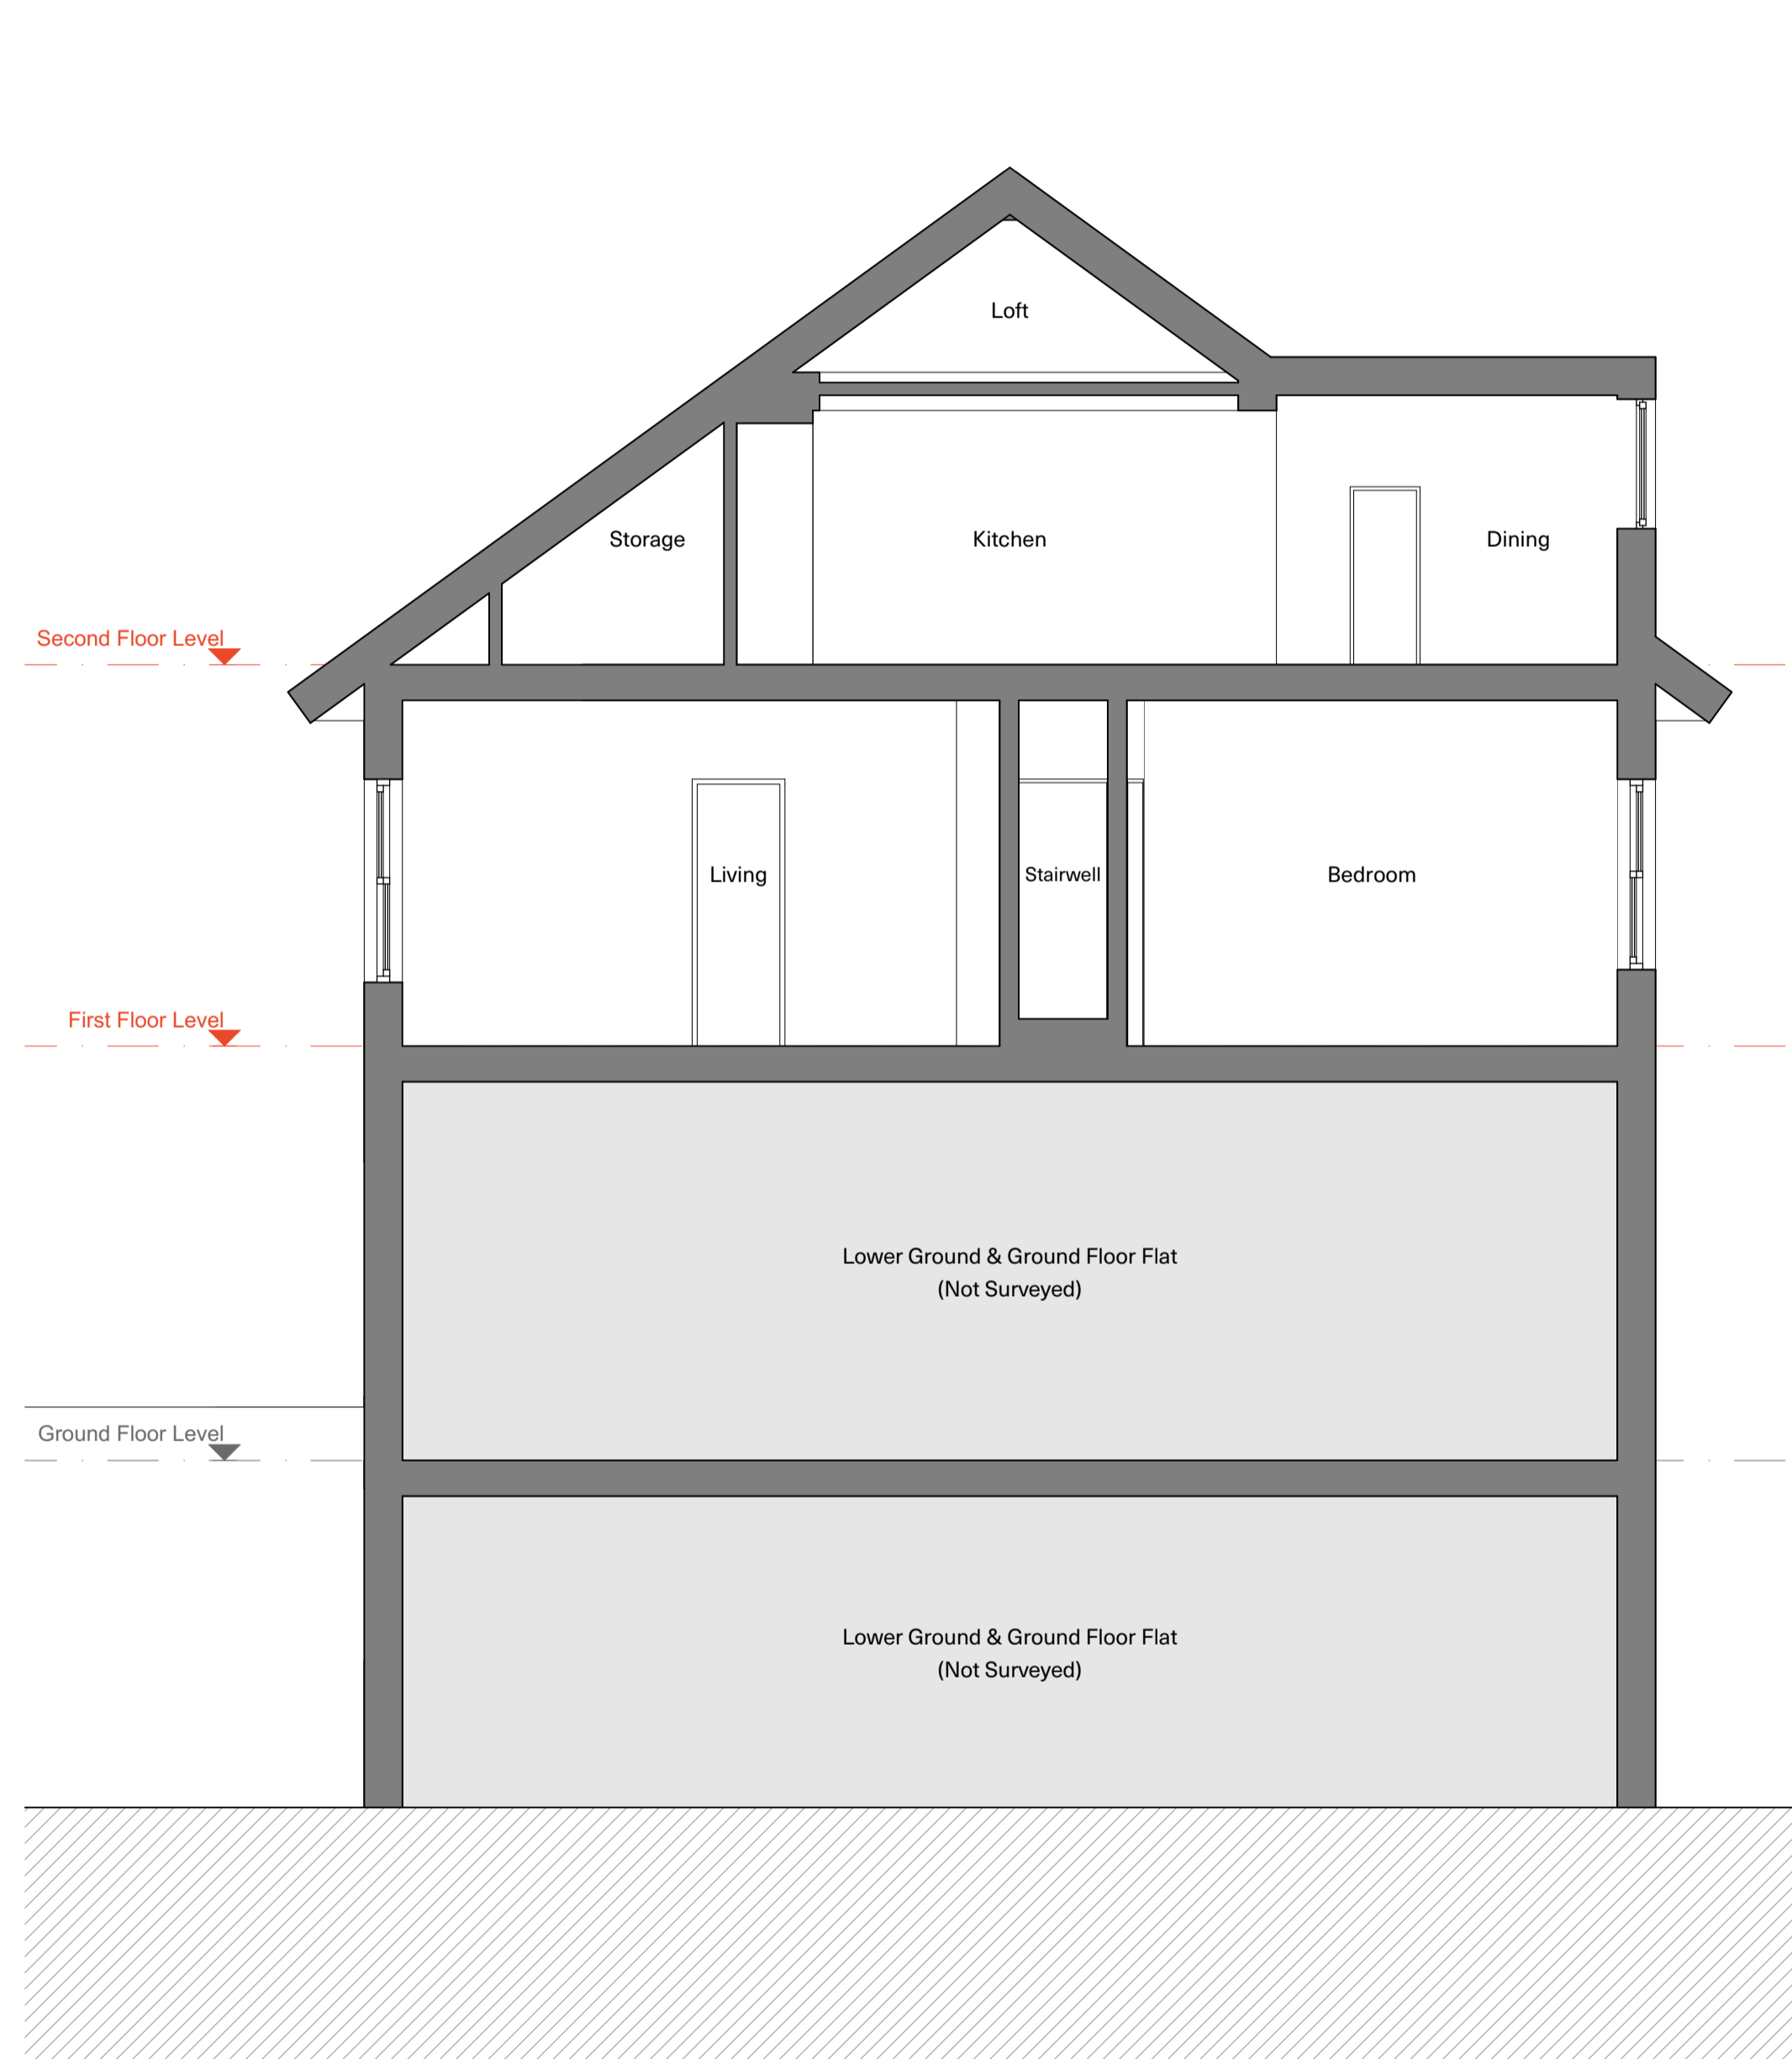 Loft
Storage
Kitchen
Dining
Second Floor Level
Living
Stairwell
Bedroom
First Floor Level
Lower Ground & Ground Floor Flat
(Not Surveyed)
Ground Floor Level
Lower Ground & Ground Floor Flat
(Not Surveyed)